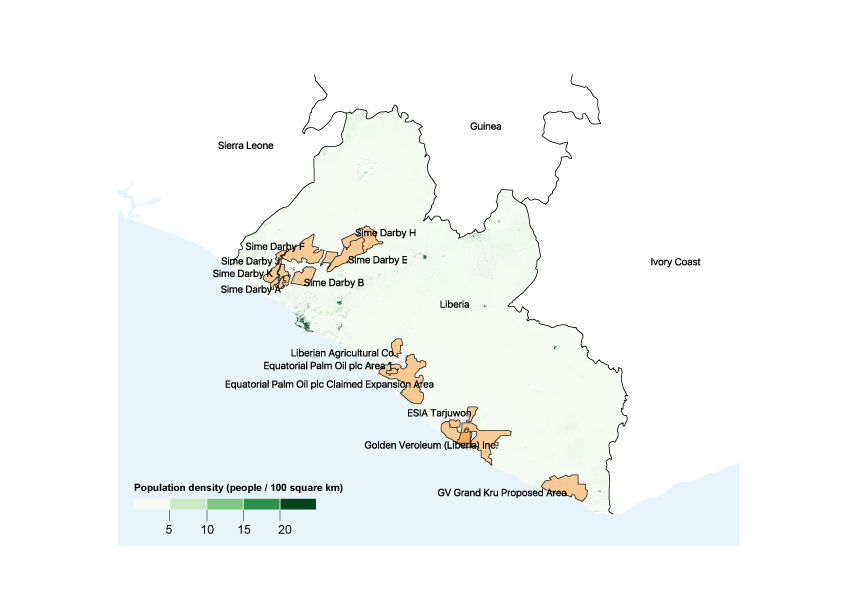 Guinea
Sierra Leone
Sime Darby H
Sime Darby F
Sime Darby E
Sime Darby J
Ivory Coast
Sime Darby K
Sime Darby B
Sime Darby A
Liberia
Liberian Agricultural Co.
Equatorial Palm Oil plc Area 1
Equatorial Palm Oil plc Claimed Expansion Area
ESIA Tarjuwon
Golden Veroleum (Liberia) Inc.
GV Grand Kru Proposed Area
Population density (people / 100 square km)
5 10 15 20